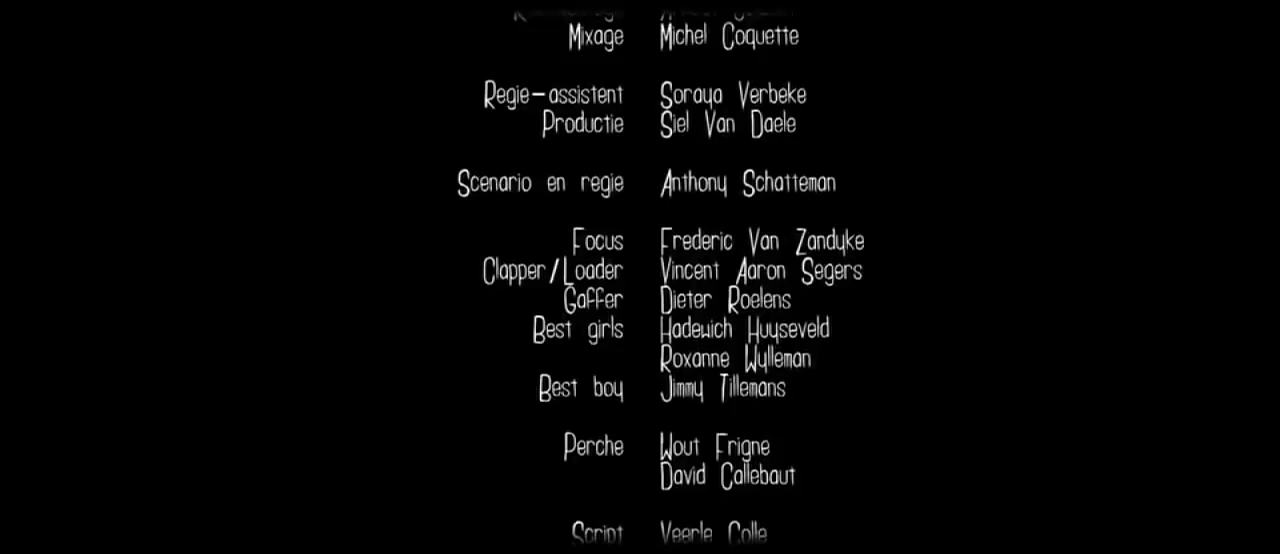 Mixage Michel Coquette
Regie-assistent Soraya Verbeke
Productie Siel Van Daele
Scenario en regie Anthony Schatteman
Focus Frederic Van Zandyke
Clapper/Loader Vincent Aaron Segers
Gaffer Dieter Roelens
Best girls Hadewich Huyseveld
Roxanne Wylleman
Best boy Jimmy Tillemans
Perche Wout Frigne
David Callebaut
Script Veerle Colle